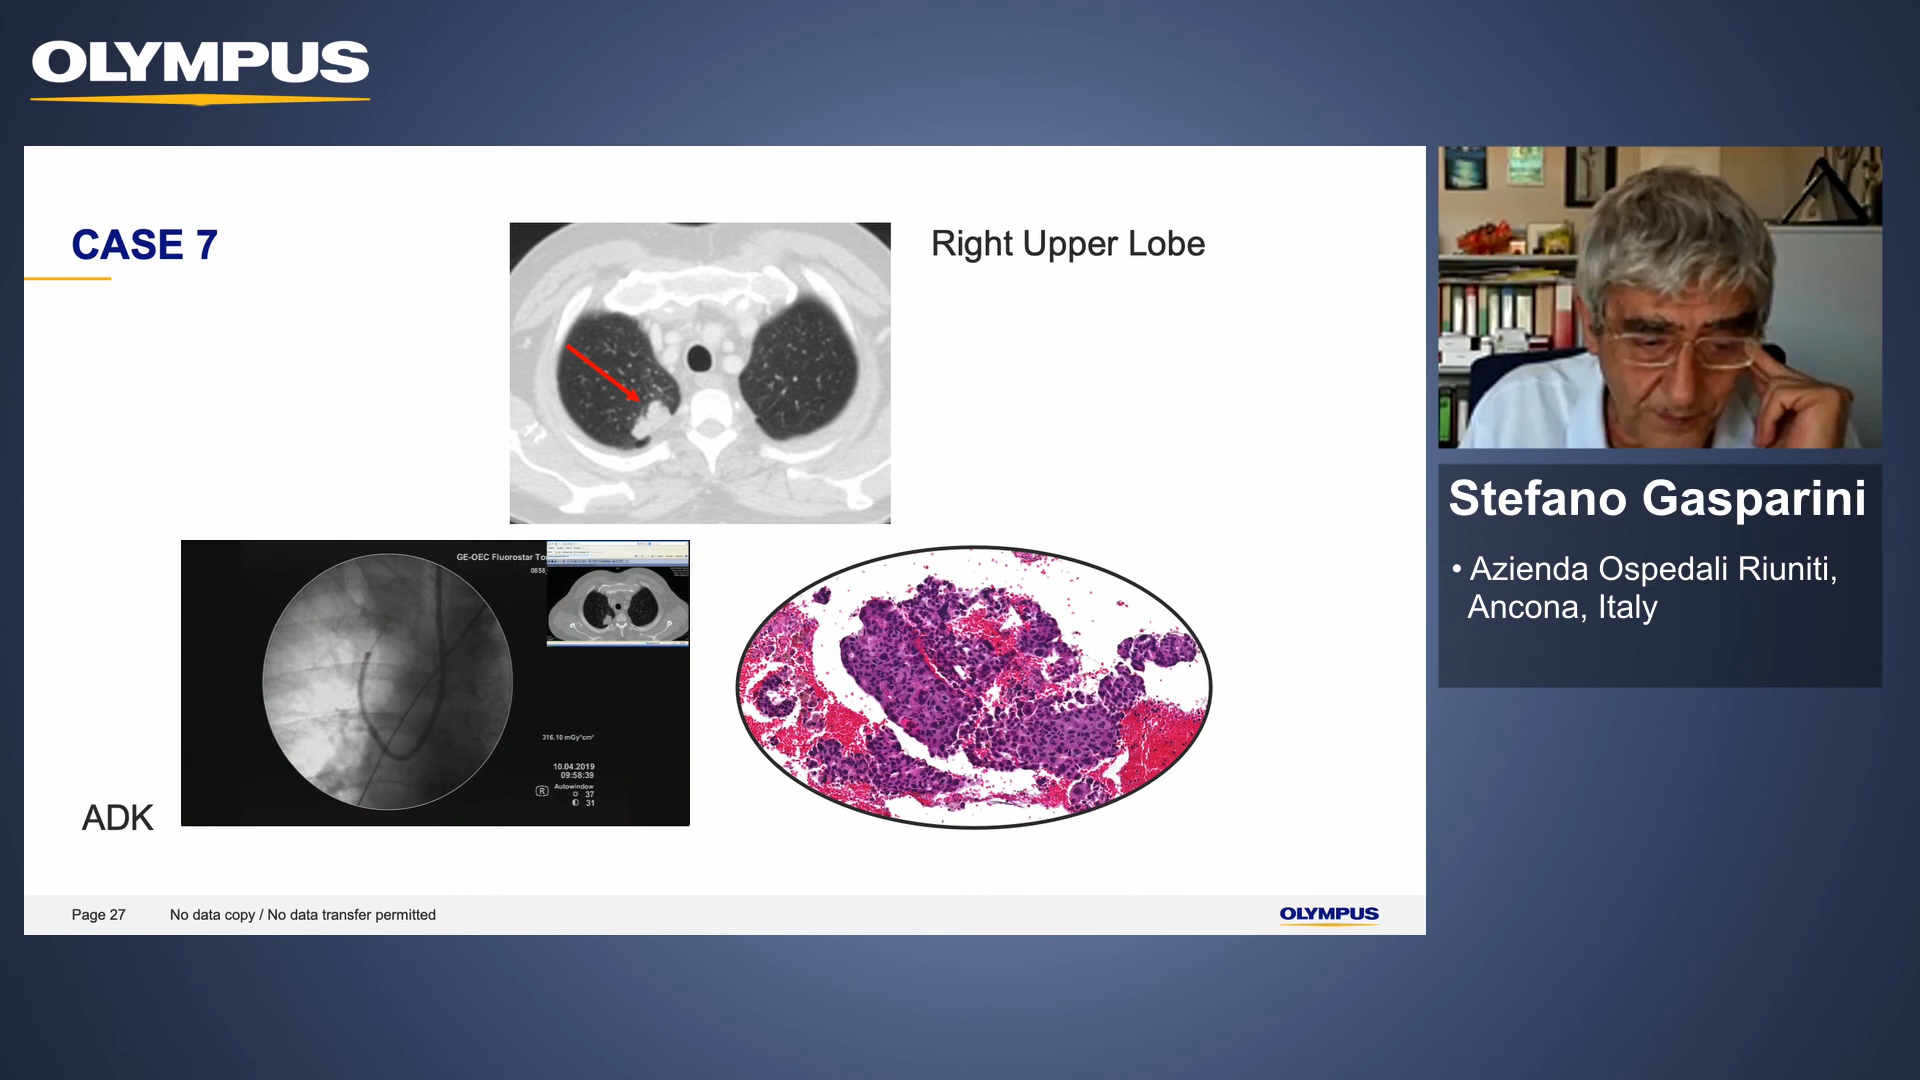 OLYMPUS
CASE 7
Right Upper Lobe
GE-OEC Fluorostar To
0858
316.10 mGy*cm²
10.04.2019
09:58:39
R
Autowindow
37
31
ADK
Page 27
No data copy / No data transfer permitted
OLYMPUS
Stefano Gasparini
• Azienda Ospedali Riuniti,
Ancona, Italy